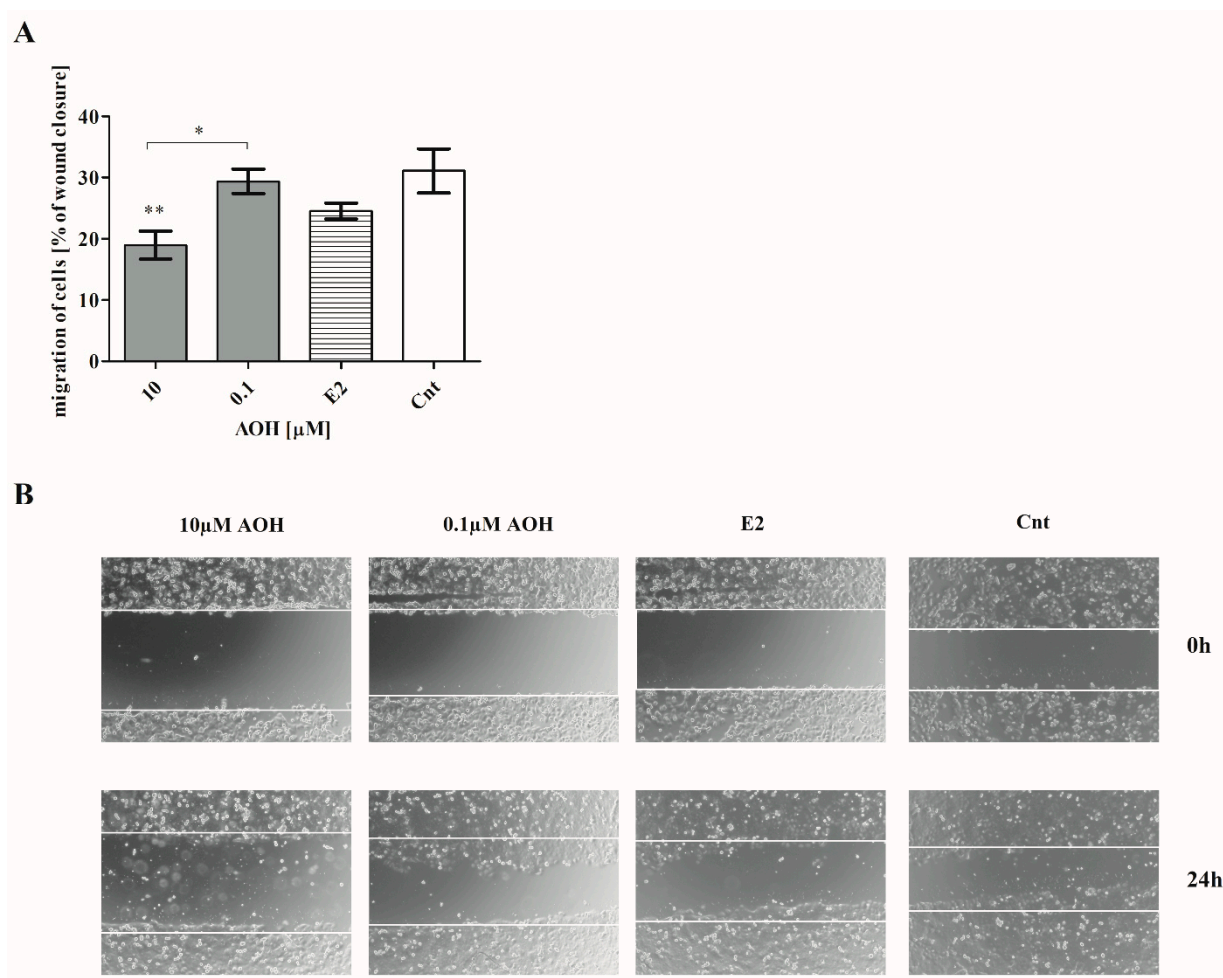 A
migration of cells [% of wound closure]
40
30
20
10
0
*
**
10
0.1
E2
Cnt
AOH [μM]
B
10μM AOH
0.1μM AOH
E2
Cnt
0h
24h